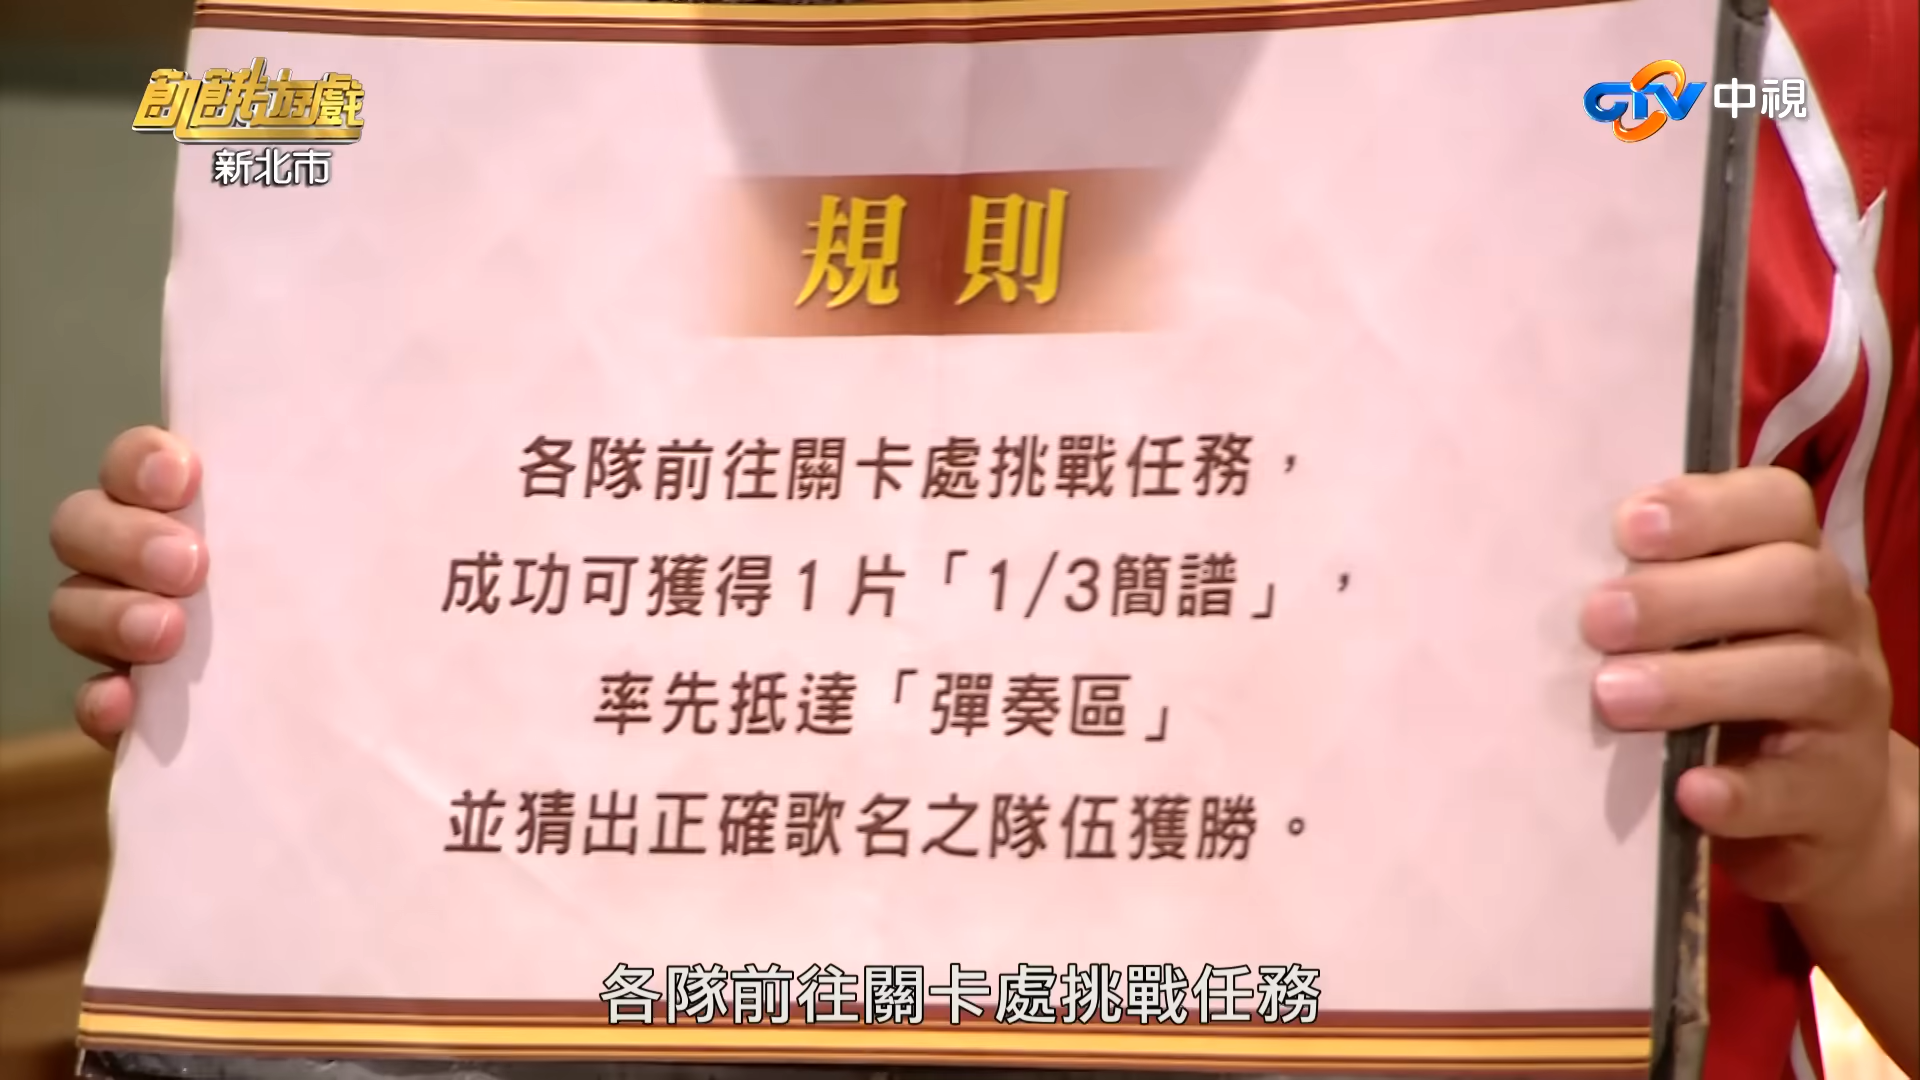 飢餓遊戲
新北市
CTV中視
規則
各隊前往關卡處挑戰任務，
成功可獲得1片「1/3簡譜」，
率先抵達「彈奏區」
並猜出正確歌名之隊伍獲勝。
各隊前往關卡處挑戰任務